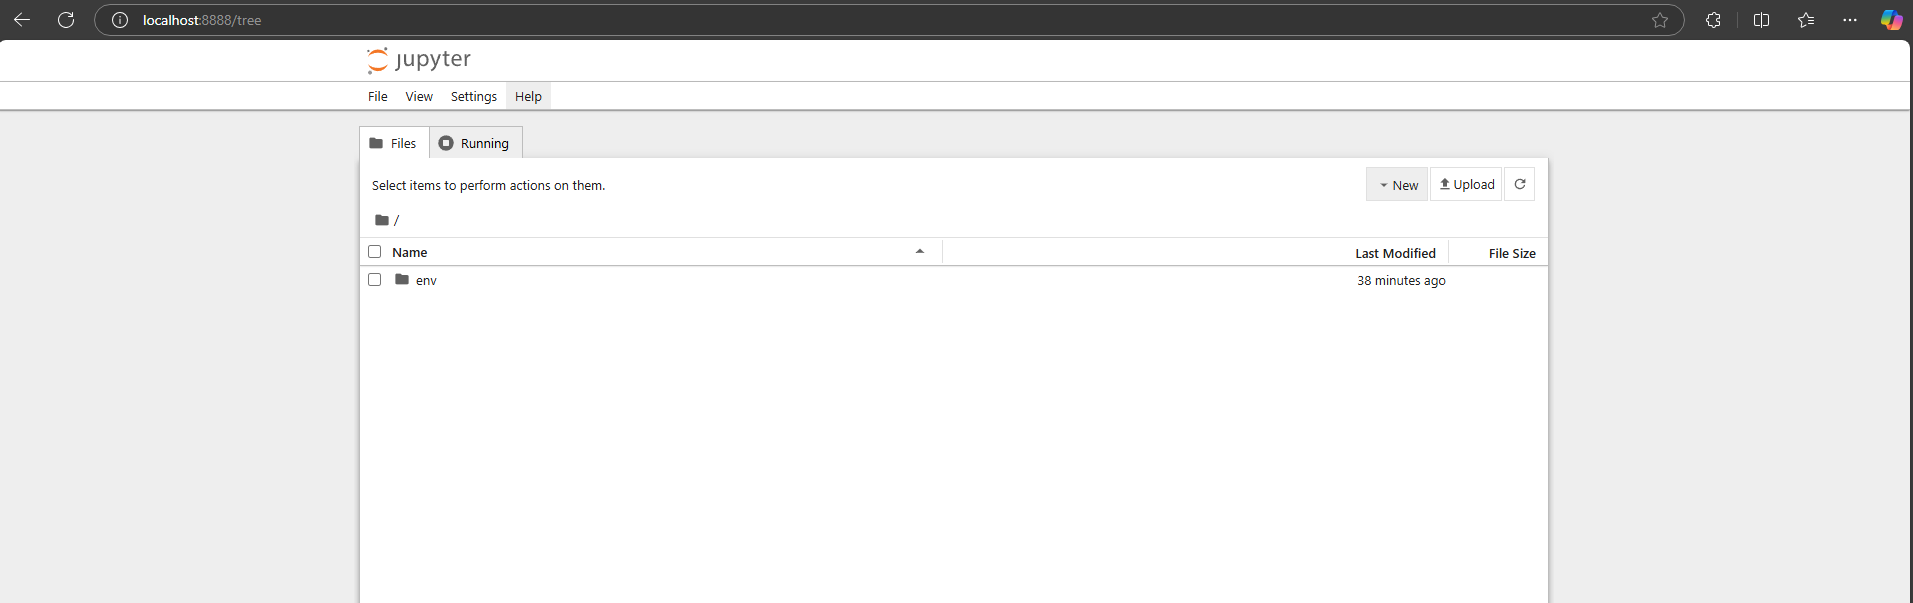 localhost:8888/tree
jupyter
File View Settings Help
Files Running
Select items to perform actions on them.
New Upload
/
Name Last Modified File Size
env 38 minutes ago